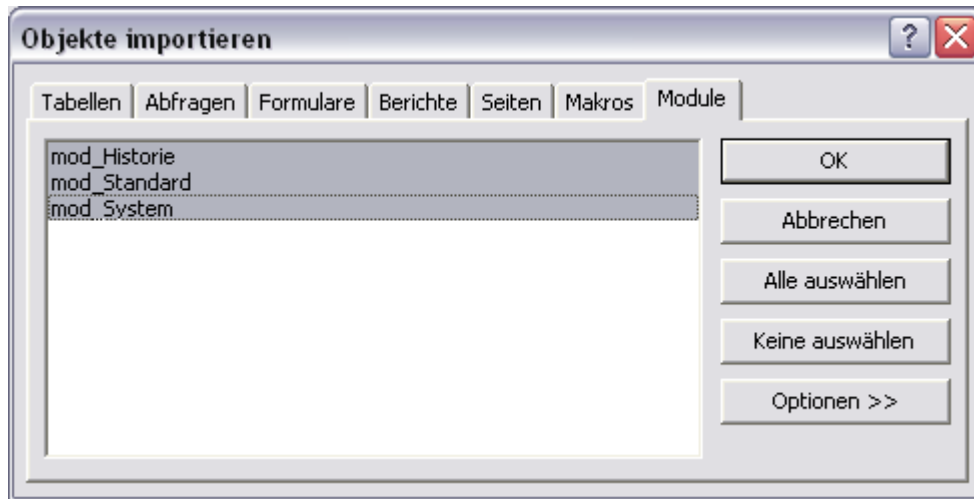 Objekte importieren
Tabellen Abfragen Formulare Berichte Seiten Makros Module
mod_Historie
mod_Standard
mod_System
OK
Abbrechen
Alle auswählen
Keine auswählen
Optionen >>